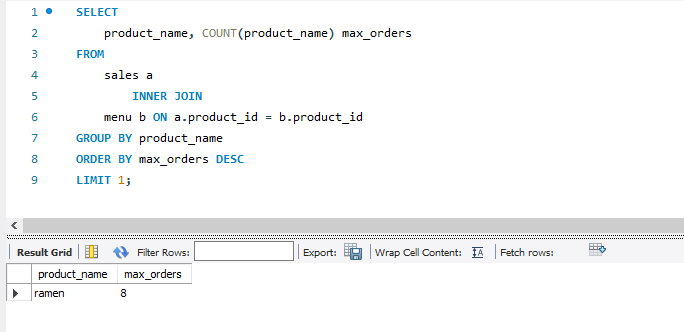 1 SELECT
2 product_name, COUNT(product_name) max_orders
3 FROM
4 sales a
5 INNER JOIN
6 menu b ON a.product_id = b.product_id
7 GROUP BY product_name
8 ORDER BY max_orders DESC
9 LIMIT 1;
Result Grid Filter Rows: Export: Wrap Cell Content: Fetch rows:
product_name max_orders
ramen 8